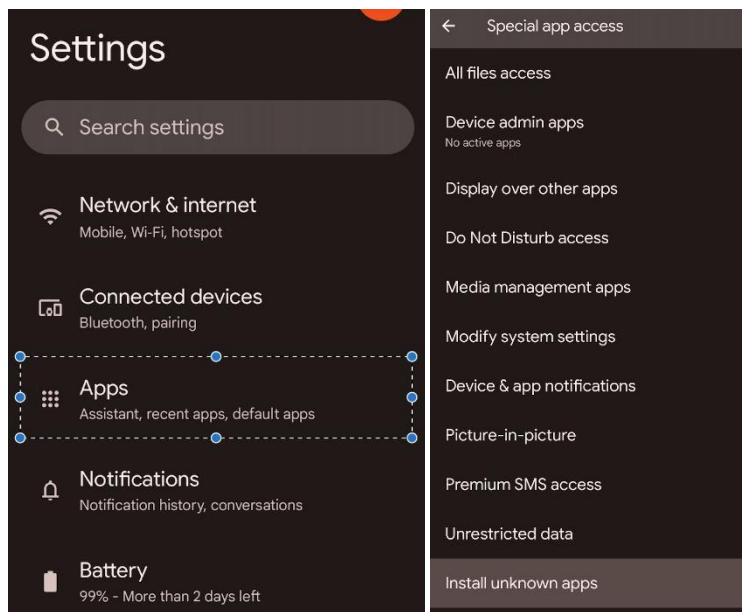 Settings
Search settings
Network & internet
Mobile, Wi-Fi, hotspot
Connected devices
Bluetooth, pairing
Apps
Assistant, recent apps, default apps
Notifications
Notification history, conversations
Battery
99% - More than 2 days left
Special app access
All files access
Device admin apps
No active apps
Display over other apps
Do Not Disturb access
Media management apps
Modify system settings
Device & app notifications
Picture-in-picture
Premium SMS access
Unrestricted data
Install unknown apps